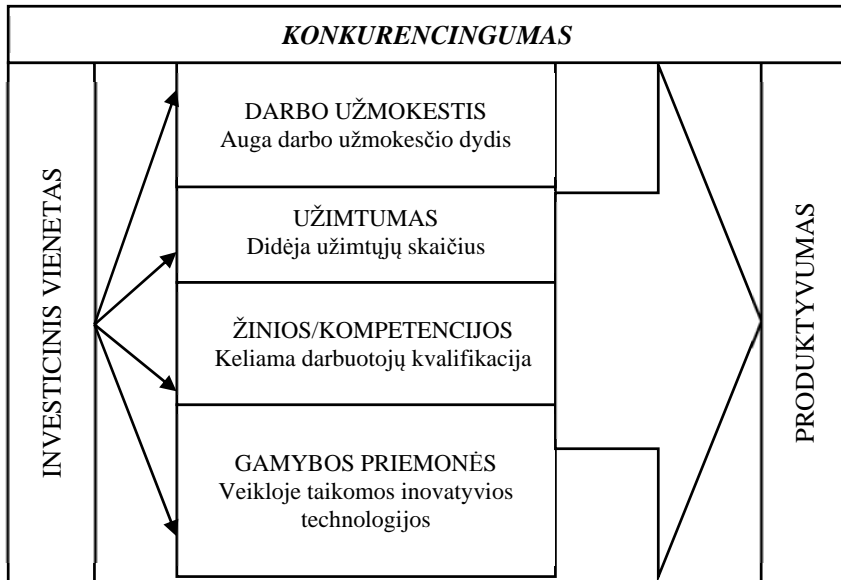 KONKURENCINGUMAS
INVESTICINIS VIENETAS
DARBO UŽMOKESTIS
Auga darbo užmokesčio dydis
UŽIMTUMAS
Didėja užimtųjų skaičius
ŽINIOS/KOMPETENCIJOS
Keliama darbuotojų kvalifikacija
GAMYBOS PRIEMONĖS
Veikloje taikomos inovatyvios
technologijos
PRODUKTYVUMAS